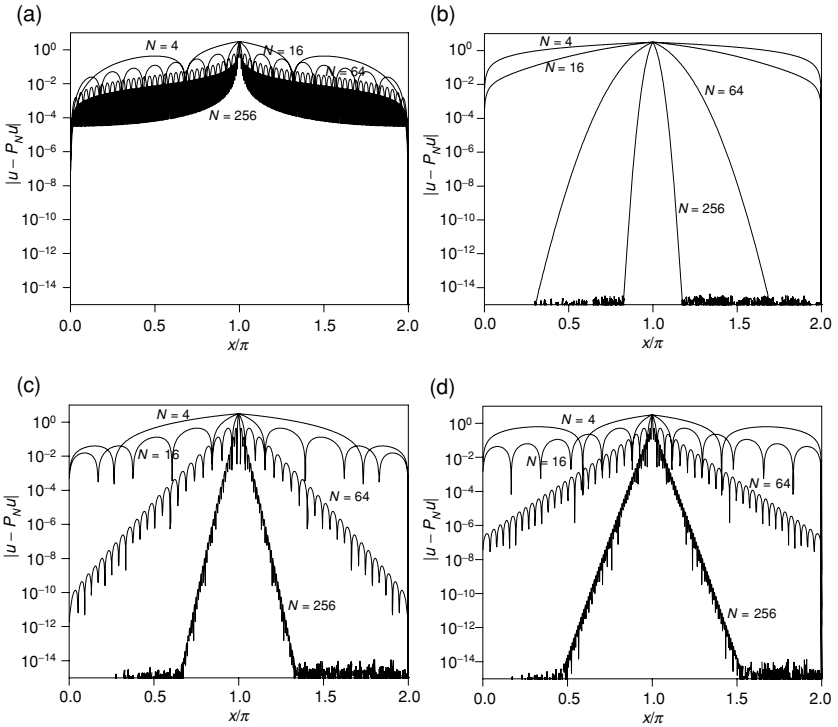 (a)
N = 4
N = 16
N = 64
N = 256
|u – P_N u|
10^0
10^–2
10^–4
10^–6
10^–8
10^–10
10^–12
10^–14
0.0 0.5 1.0 1.5 2.0
x/π
(b)
N = 4
N = 16
N = 64
N = 256
|u – P_N u|
10^0
10^–2
10^–4
10^–6
10^–8
10^–10
10^–12
10^–14
0.0 0.5 1.0 1.5 2.0
x/π
(c)
N = 4
N = 16
N = 64
N = 256
|u – P_N u|
10^0
10^–2
10^–4
10^–6
10^–8
10^–10
10^–12
10^–14
0.0 0.5 1.0 1.5 2.0
x/π
(d)
N = 4
N = 16
N = 64
N = 256
|u – P_N u|
10^0
10^–2
10^–4
10^–6
10^–8
10^–10
10^–12
10^–14
0.0 0.5 1.0 1.5 2.0
x/π